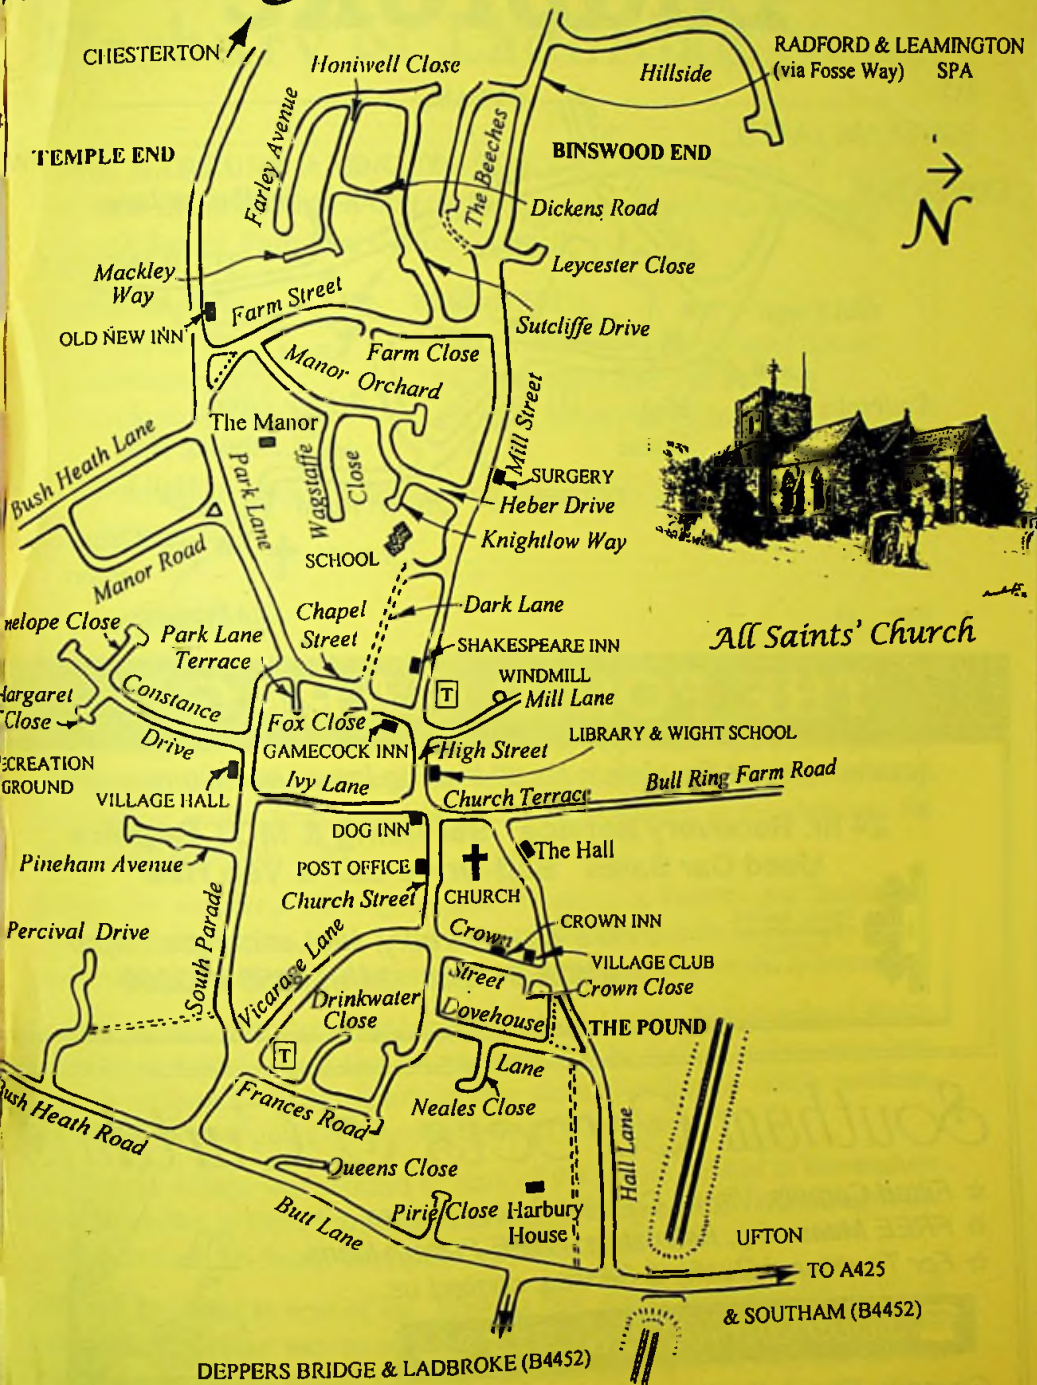 CHESTERTON
Honiwell Close
Hillside
RADFORD & LEAMINGTON
(via Fosse Way) SPA
TEMPLE END
Farley Avenue
The Beeches
BINSWOOD END
Dickens Road
N
Mackley
Way
Leycester Close
Farm Street
OLD NEW INN
Sutcliffe Drive
Farm Close
Manor Orchard
Mill Street
The Manor
Bush Heath Lane
Park Lane
Wagstaffe
Close
SURGERY
Heber Drive
Knightlow Way
SCHOOL
Manor Road
Chapel
Street
Dark Lane
nelope Close
Park Lane
Terrace
SHAKESPEARE INN
All Saints' Church
WINDMILL
T
Mill Lane
argaret
Close
Constance
Drive
Fox Close
GAMECOCK INN
High Street
LIBRARY & WIGHT SCHOOL
ECREATION
GROUND
VILLAGE HALL
Ivy Lane
Church Terrace
Bull Ring Farm Road
DOG INN
Pineham Avenue
POST OFFICE
The Hall
Church Street
CHURCH
Percival Drive
South Parade
Vicarage Lane
Crown
Street
CROWN INN
VILLAGE CLUB
Crown Close
Drinkwater
Close
Dovehouse
Lane
THE POUND
T
Frances Road
Neales Close
ush Heath Road
Hall Lane
Queens Close
Butt Lane
Pirie Close
Harbury
House
UFTON
TO A425
& SOUTHAM (B4452)
DEPPERS BRIDGE & LADBROKE (B4452)